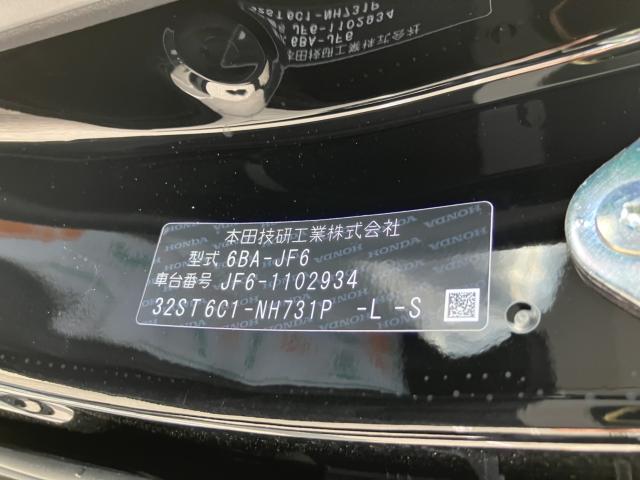 本田技研工業株式会社
型式 6BA-JF6
車台番号 JF6-1102934
32ST6C1-NH731P -L -S